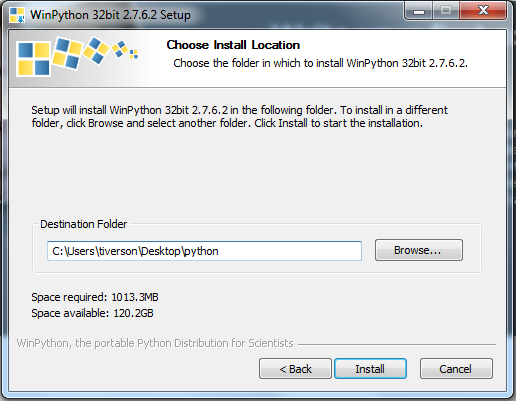 WinPython 32bit 2.7.6.2 Setup
Choose Install Location
Choose the folder in which to install WinPython 32bit 2.7.6.2.
Setup will install WinPython 32bit 2.7.6.2 in the following folder. To install in a different
folder, click Browse and select another folder. Click Install to start the installation.
Destination Folder
C:\Users\tiverson\Desktop\python
Browse...
Space required: 1013.3MB
Space available: 120.2GB
WinPython, the portable Python Distribution for Scientists
< Back
Install
Cancel